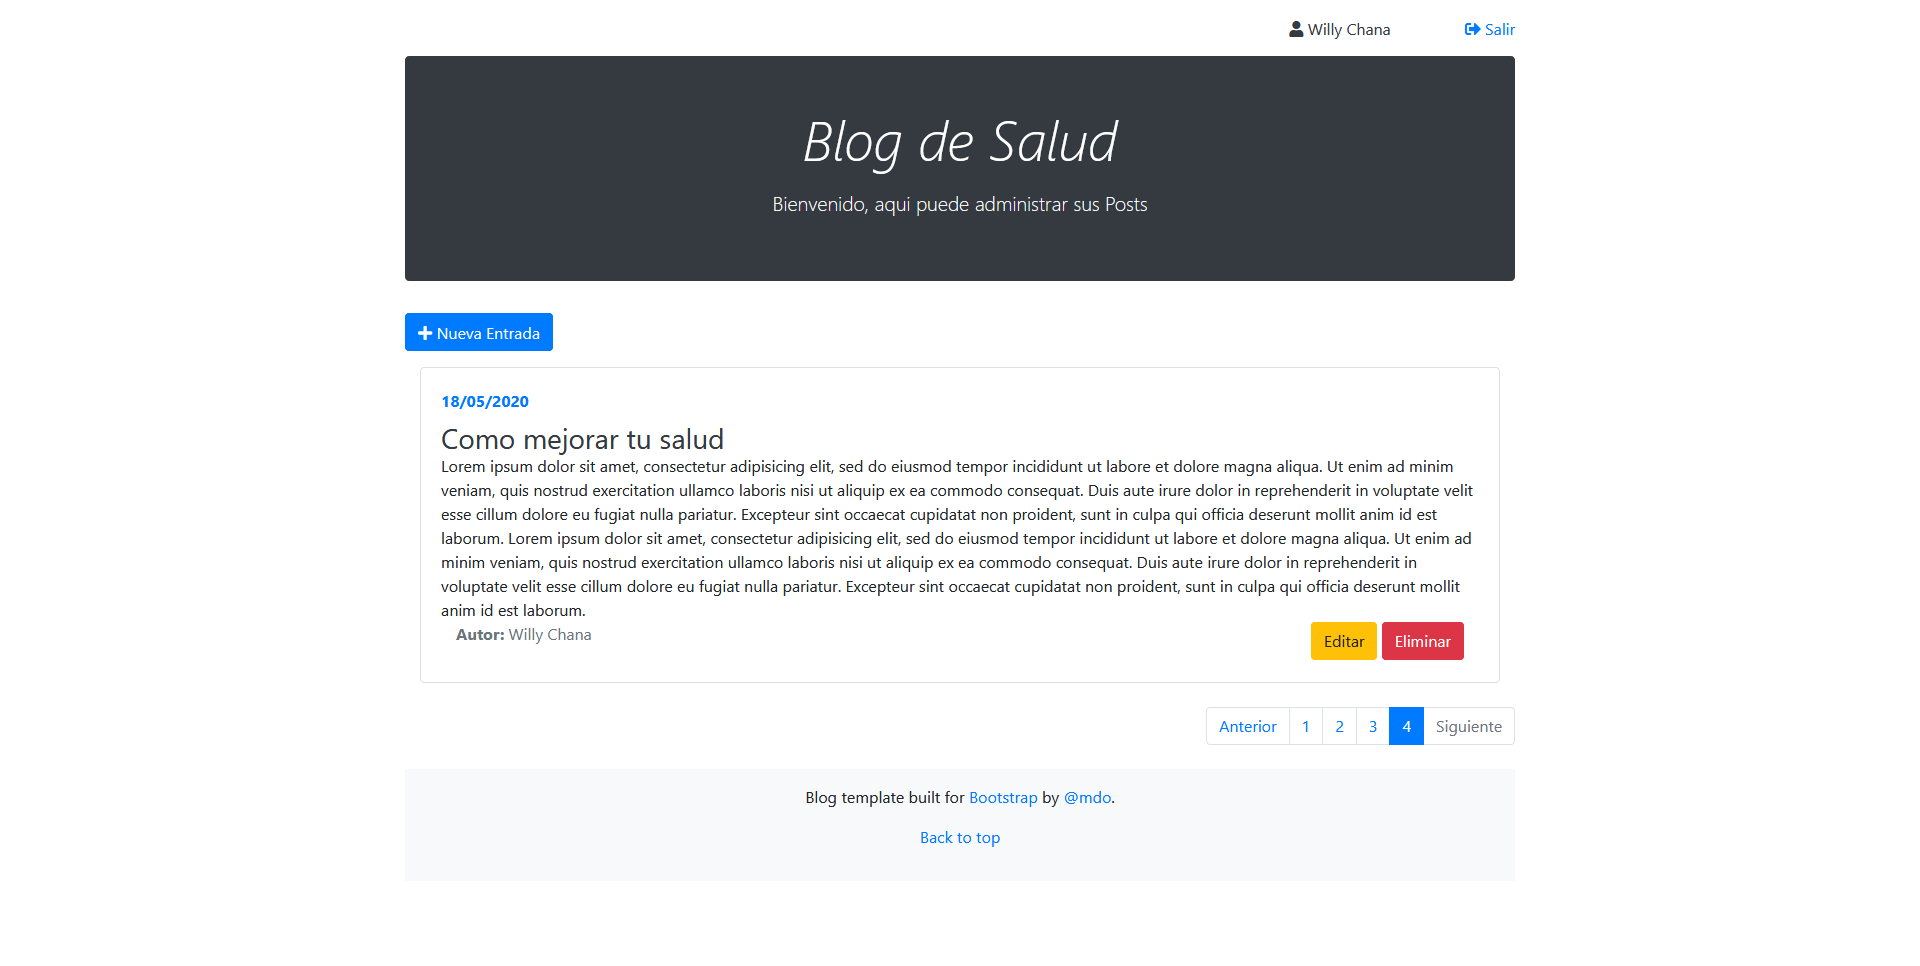 Willy Chana Salir
Blog de Salud
Bienvenido, aqui puede administrar sus Posts
Nueva Entrada
18/05/2020
Como mejorar tu salud
Lorem ipsum dolor sit amet, consectetur adipisicing elit, sed do eiusmod tempor incididunt ut labore et dolore magna aliqua. Ut enim ad minim
veniam, quis nostrud exercitation ullamco laboris nisi ut aliquip ex ea commodo consequat. Duis aute irure dolor in reprehenderit in voluptate velit
esse cillum dolore eu fugiat nulla pariatur. Excepteur sint occaecat cupidatat non proident, sunt in culpa qui officia deserunt mollit anim id est
laborum. Lorem ipsum dolor sit amet, consectetur adipisicing elit, sed do eiusmod tempor incididunt ut labore et dolore magna aliqua. Ut enim ad
minim veniam, quis nostrud exercitation ullamco laboris nisi ut aliquip ex ea commodo consequat. Duis aute irure dolor in reprehenderit in
voluptate velit esse cillum dolore eu fugiat nulla pariatur. Excepteur sint occaecat cupidatat non proident, sunt in culpa qui officia deserunt mollit
anim id est laborum.
Autor: Willy Chana Editar Eliminar
Anterior 1 2 3 4 Siguiente
Blog template built for Bootstrap by @mdo.
Back to top